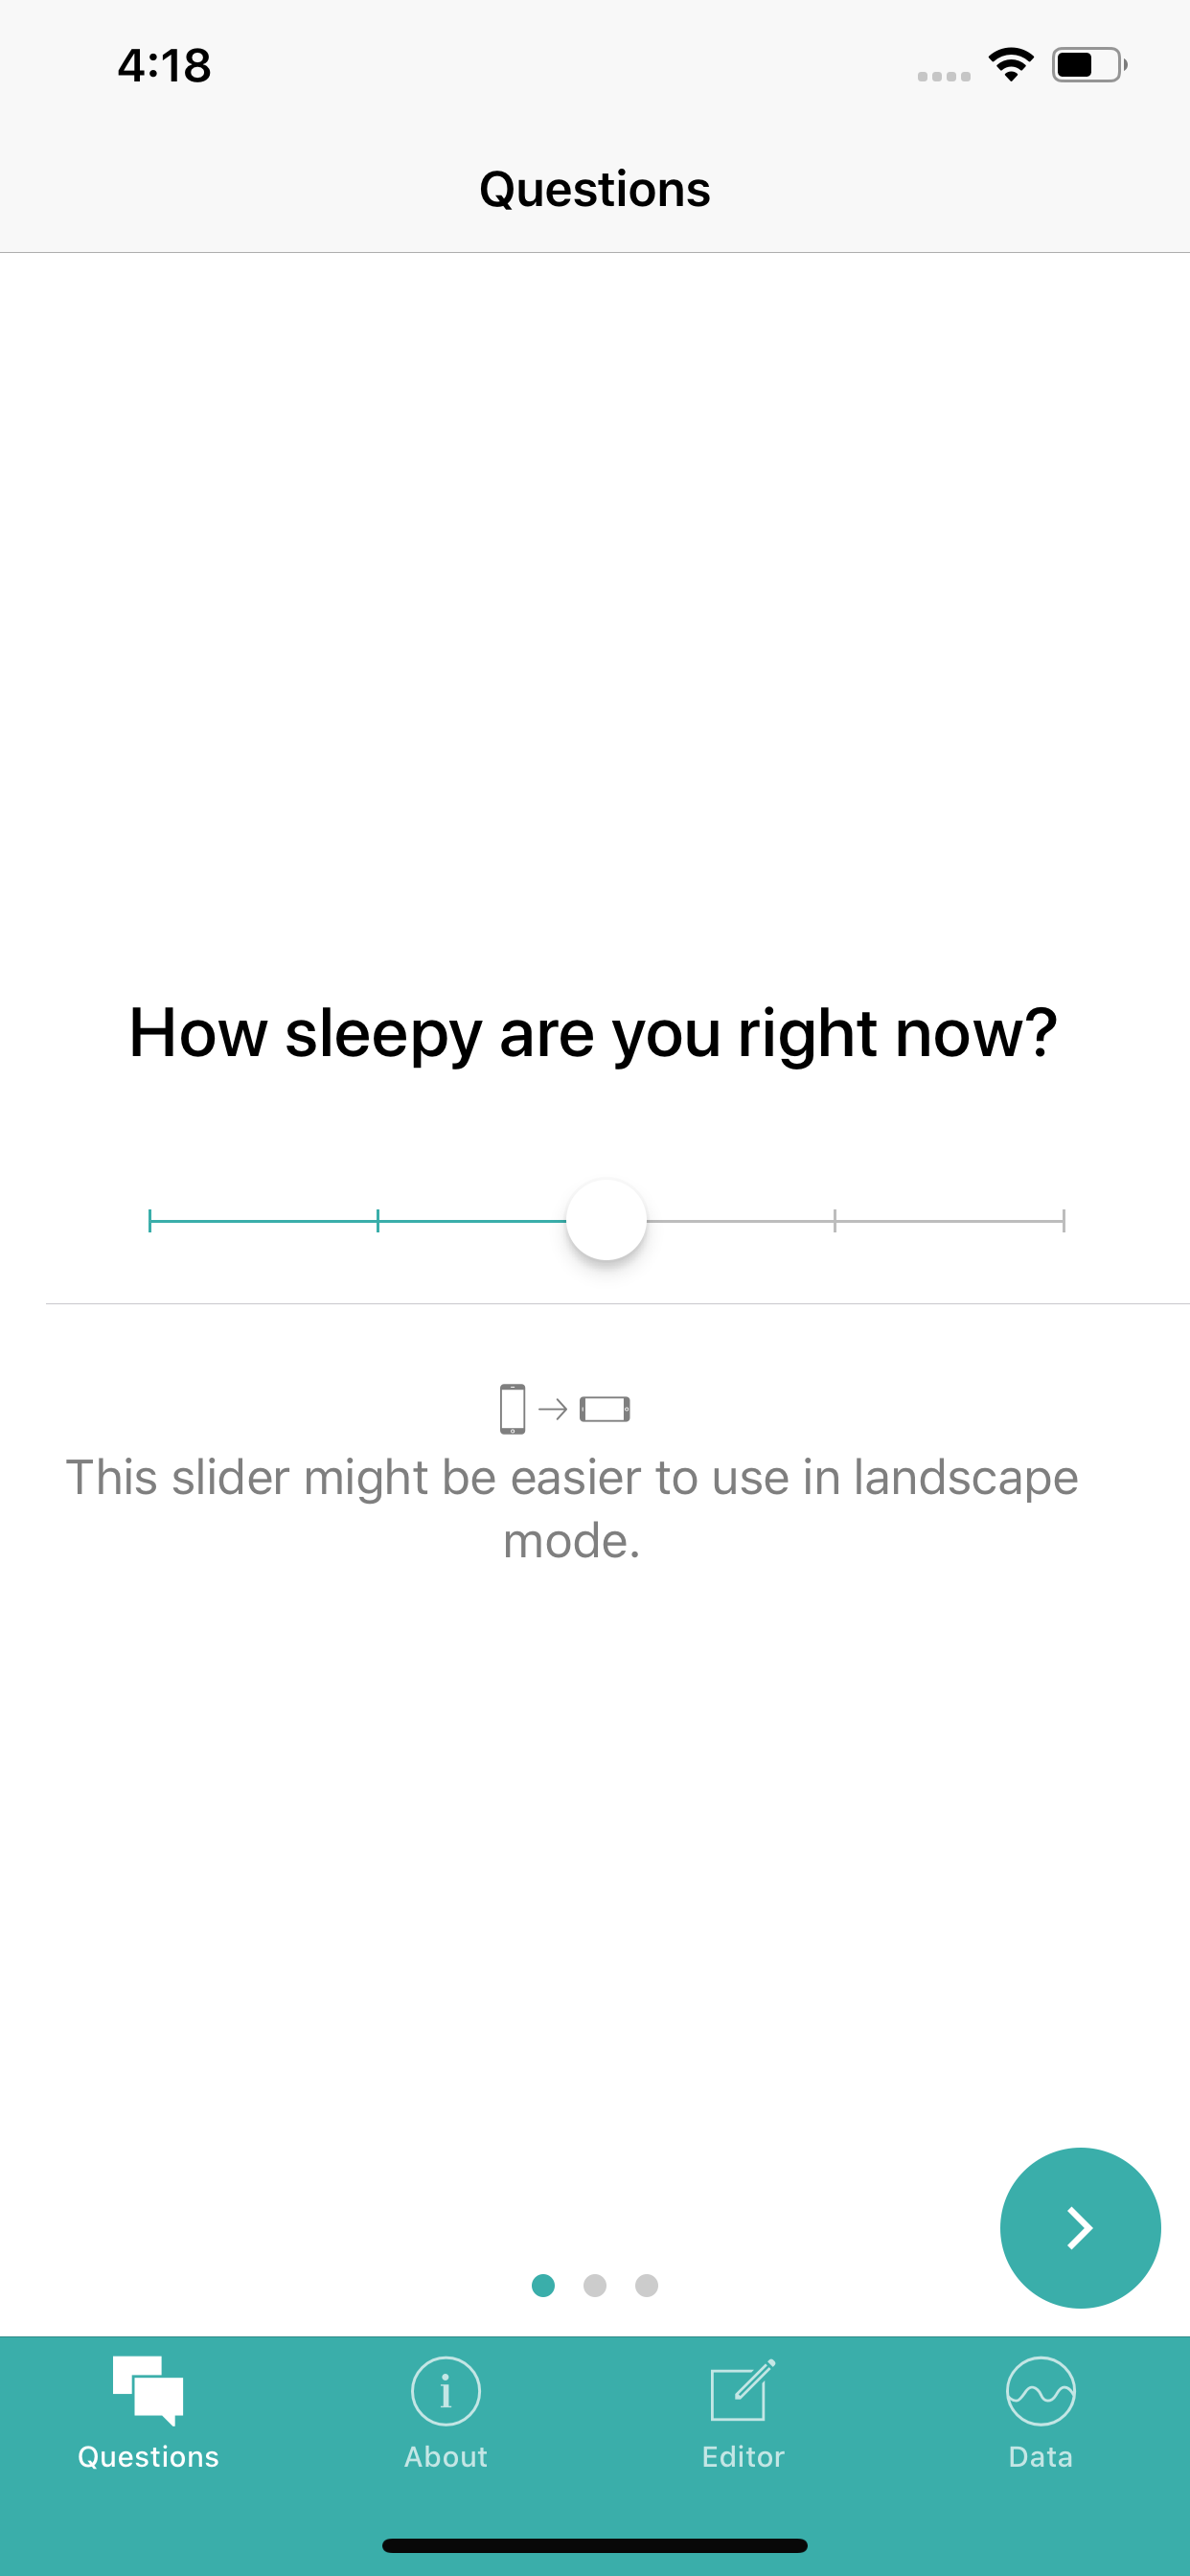 4:18
Questions
How sleepy are you right now?
This slider might be easier to use in landscape
mode.
Questions
About
Editor
Data